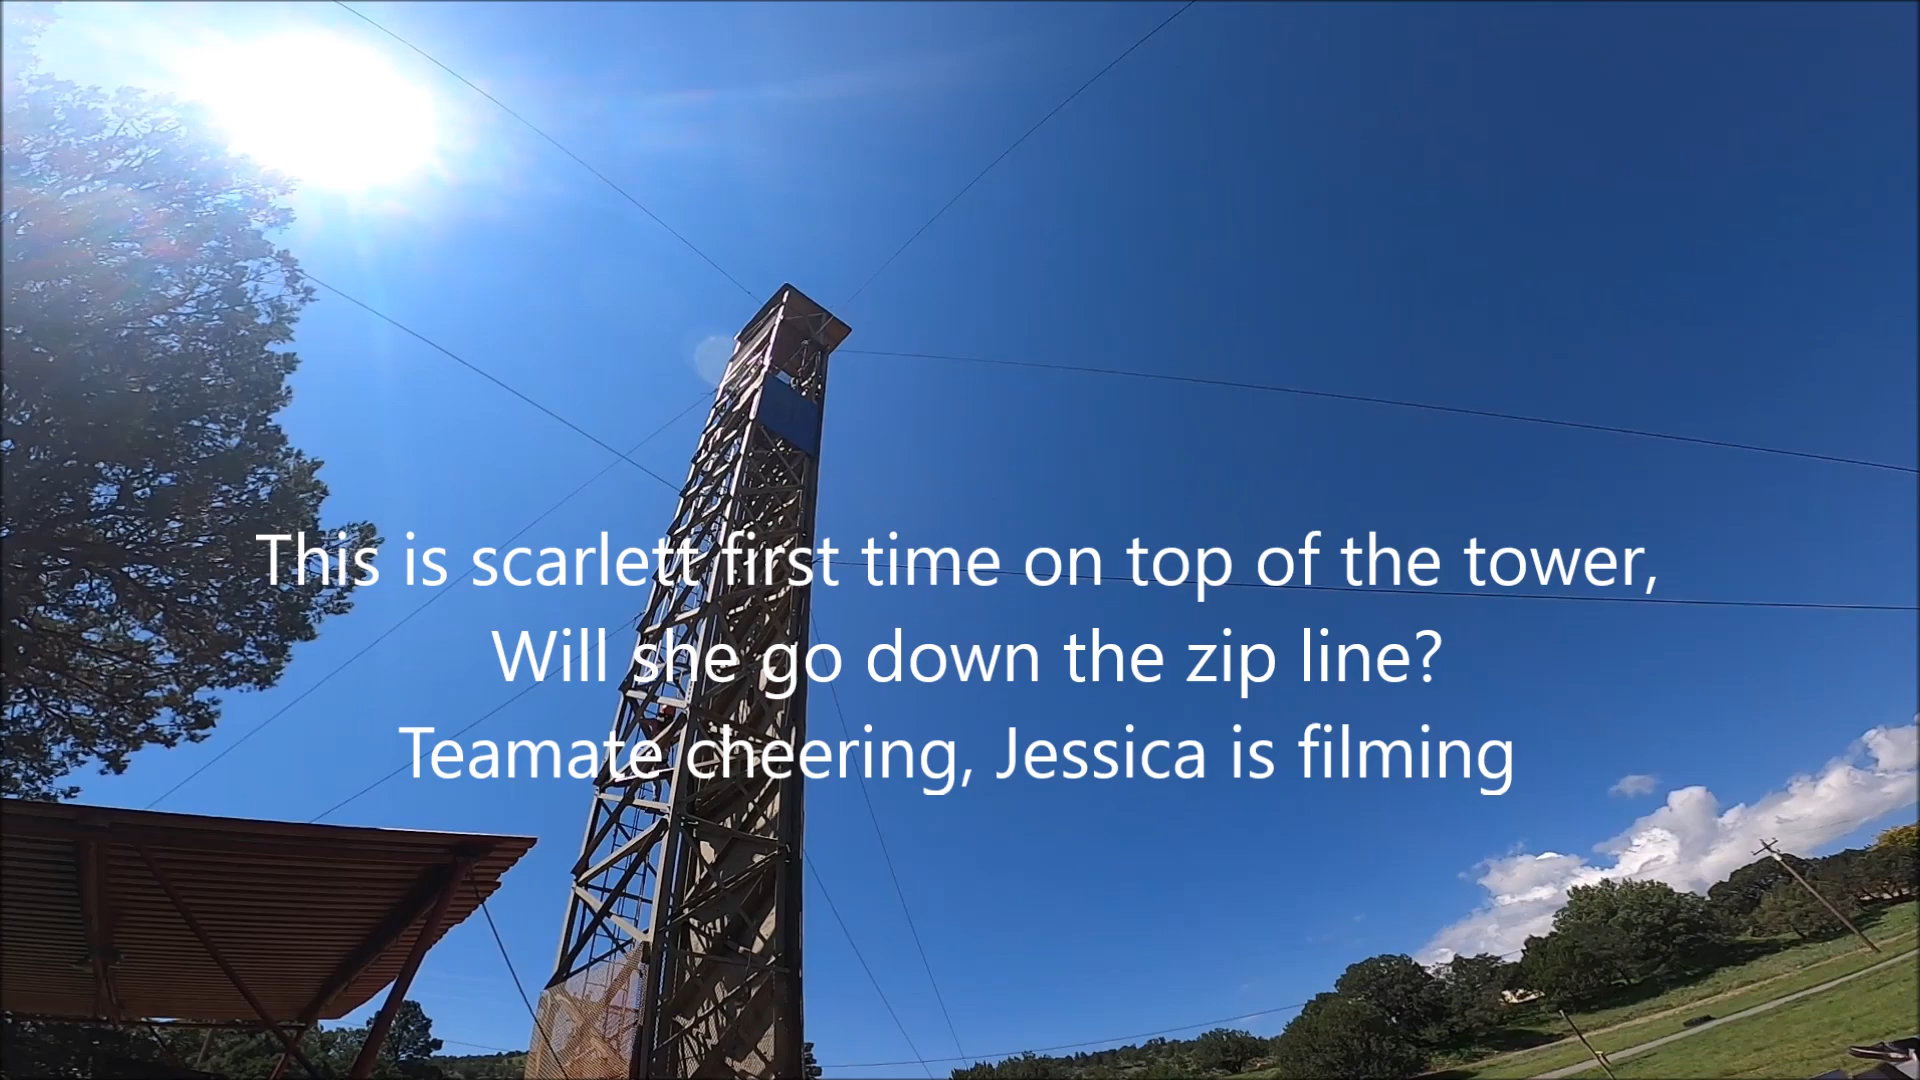 This is scarlett first time on top of the tower,
Will she go down the zip line?
Teamate cheering, Jessica is filming